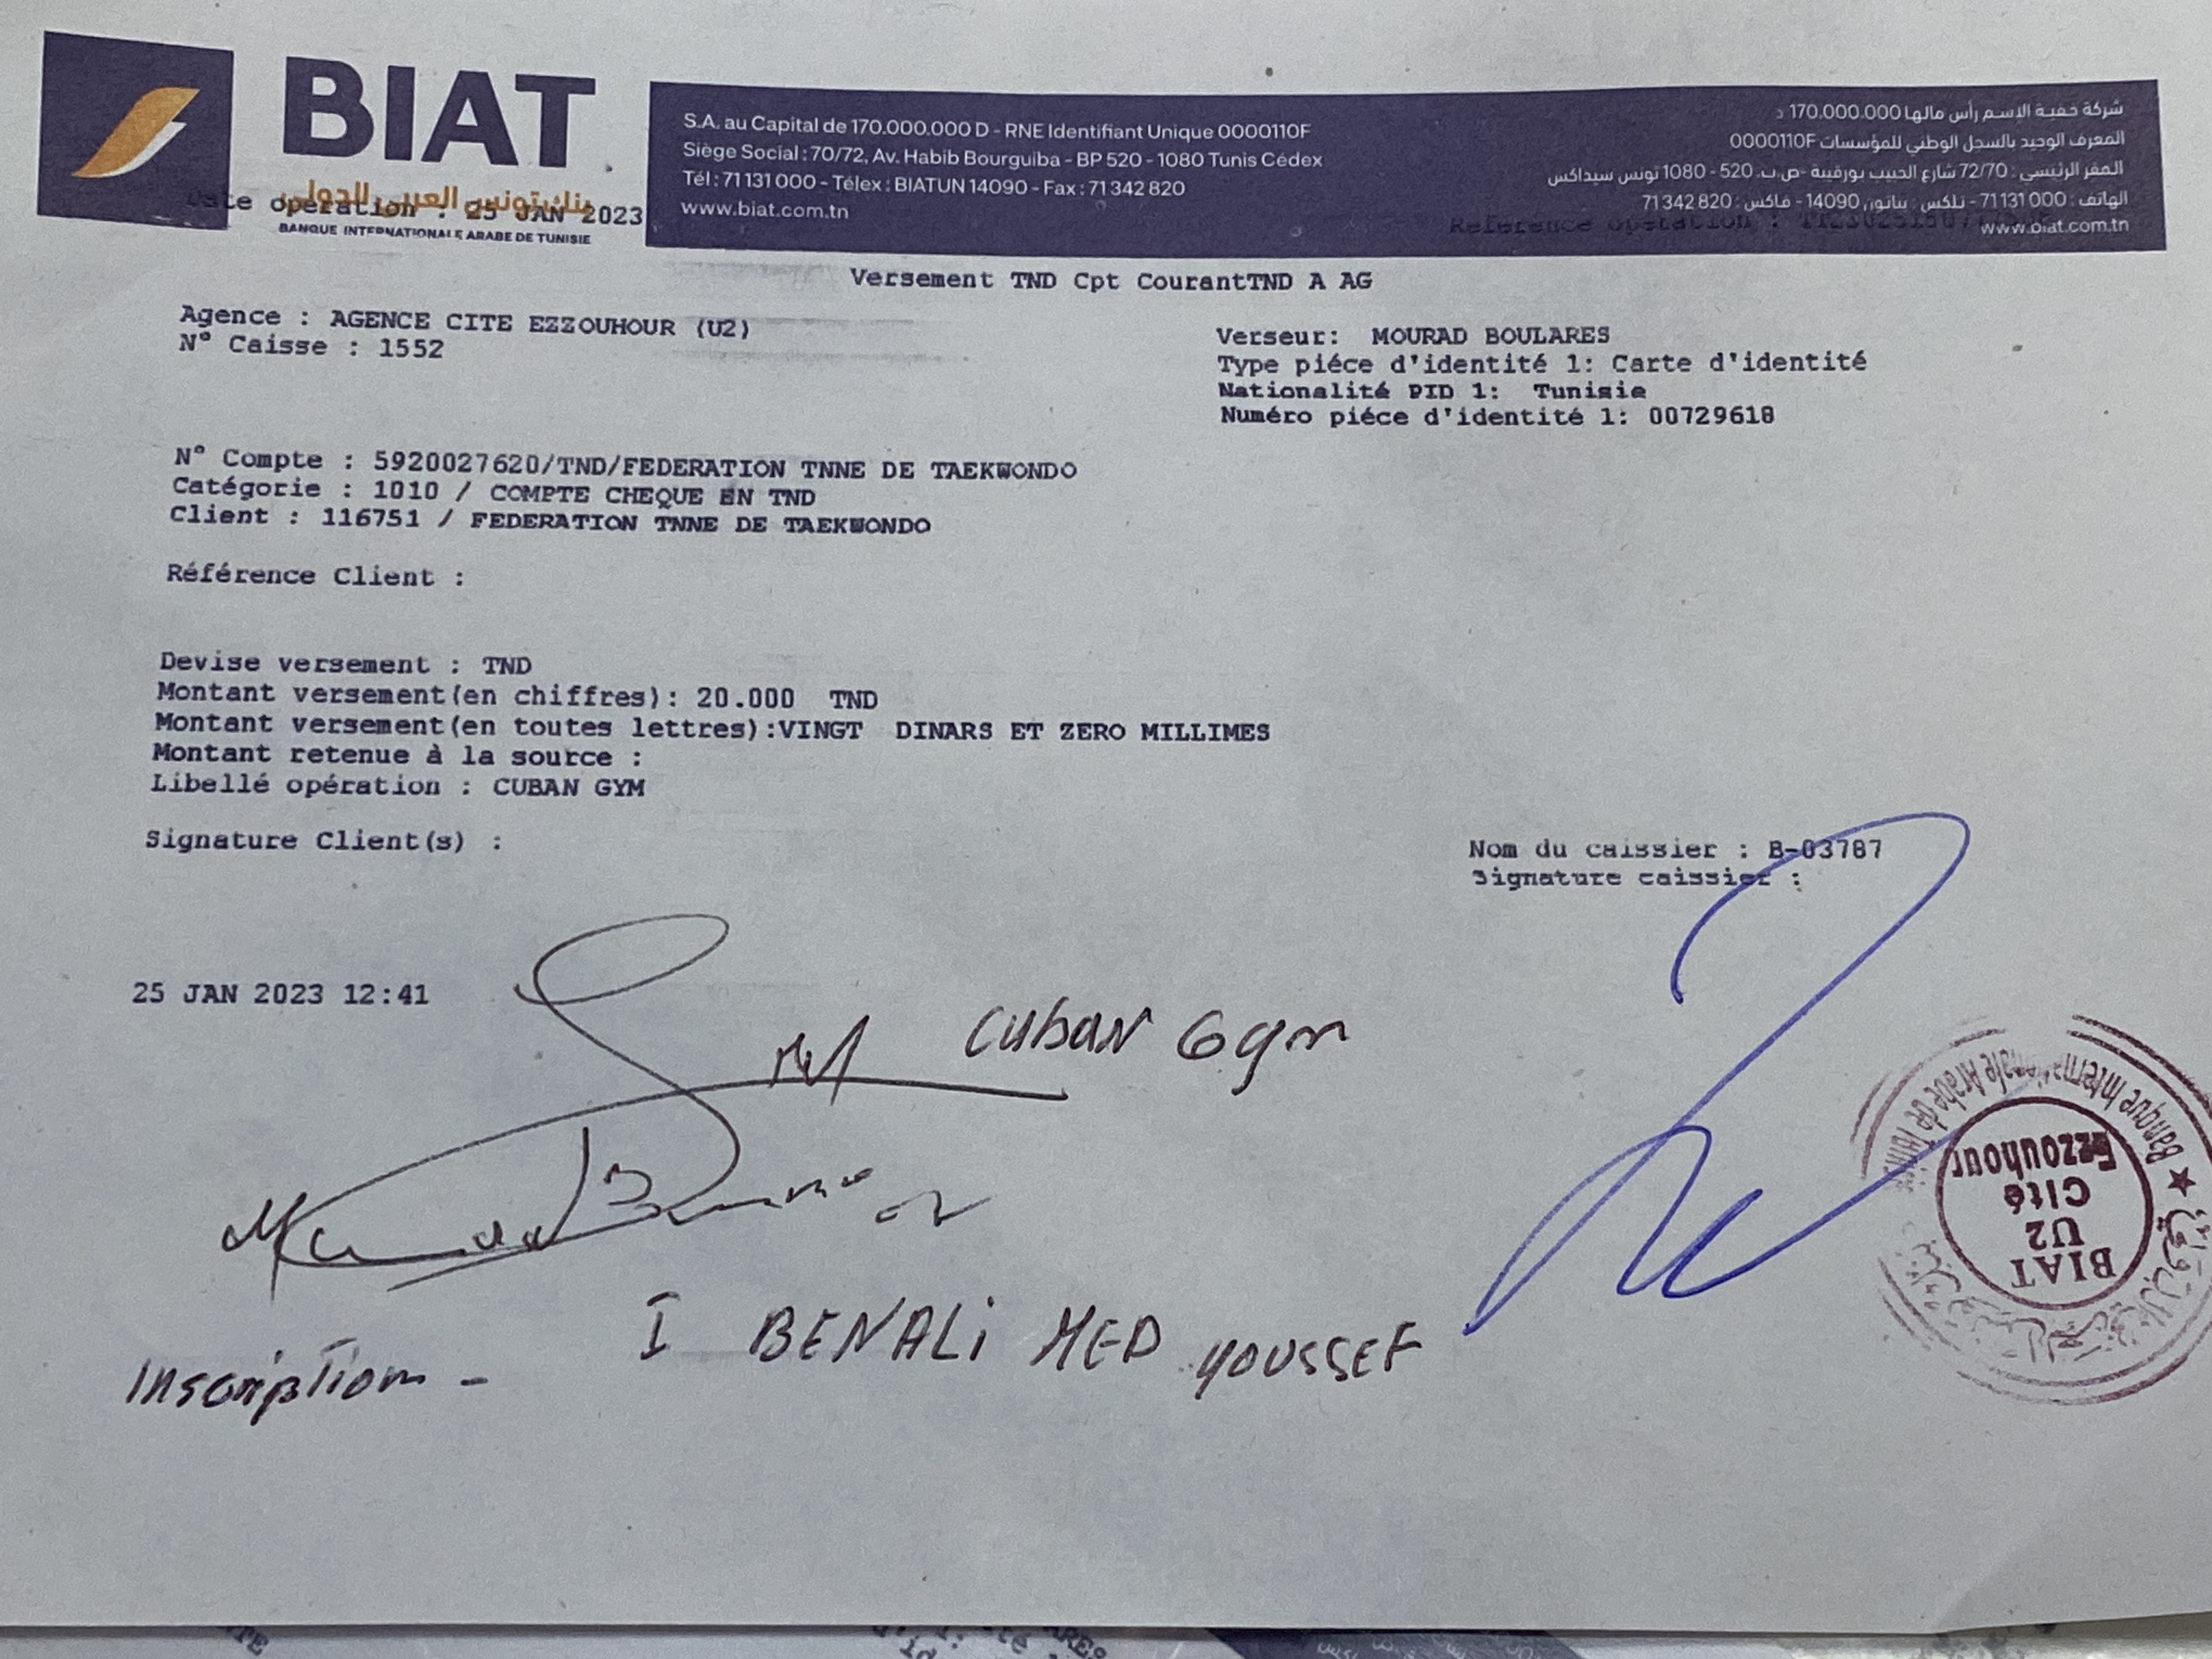 BIAT
بنك تونس العربي الدولي
BANQUE INTERNATIONALE ARABE DE TUNISIE
S.A. au Capital de 170.000.000 D - RNE Identifiant Unique 0000110F
Siège Social : 70/72, Av. Habib Bourguiba - BP 520 - 1080 Tunis Cédex
Tél : 71 131 000 - Télex : BIATUN 14090 - Fax : 71 342 820
www.biat.com.tn
شركة خفية الاسم رأس مالها 170.000.000 د
المعرف الوحيد بالسجل الوطني للمؤسسات 0000110F
المقر الرئيسي : 72/70 شارع الحبيب بورقيبة -ص.ب. 520 - 1080 تونس سيداكس
الهاتف : 71 131 000 - تلكس : بياتون 14090 - فاكس : 71 342 820
www.biat.com.tn
Date opération : 25 JAN 2023
Référence opération :
Versement TND Cpt CourantTND A AG
Agence : AGENCE CITE EZZOUHOUR (U2)
N° Caisse : 1552
Verseur: MOURAD BOULARES
Type piéce d'identité 1: Carte d'identité
Nationalité PID 1: Tunisie
Numéro piéce d'identité 1: 00729618
N° Compte : 5920027620/TND/FEDERATION TNNE DE TAEKWONDO
Catégorie : 1010 / COMPTE CHEQUE EN TND
Client : 116751 / FEDERATION TNNE DE TAEKWONDO
Référence Client :
Devise versement : TND
Montant versement(en chiffres): 20.000 TND
Montant versement(en toutes lettres):VINGT DINARS ET ZERO MILLIMES
Montant retenue à la source :
Libellé opération : CUBAN GYM
Signature Client(s) :
Nom du caissier : B-03787
Signature caissier :
25 JAN 2023 12:41
Cuban Gym
Inscription - I BENALi MED youssEF
Banque Internationale Arabe de Tunisie
BIAT
U2
Cité
Ezzouhour